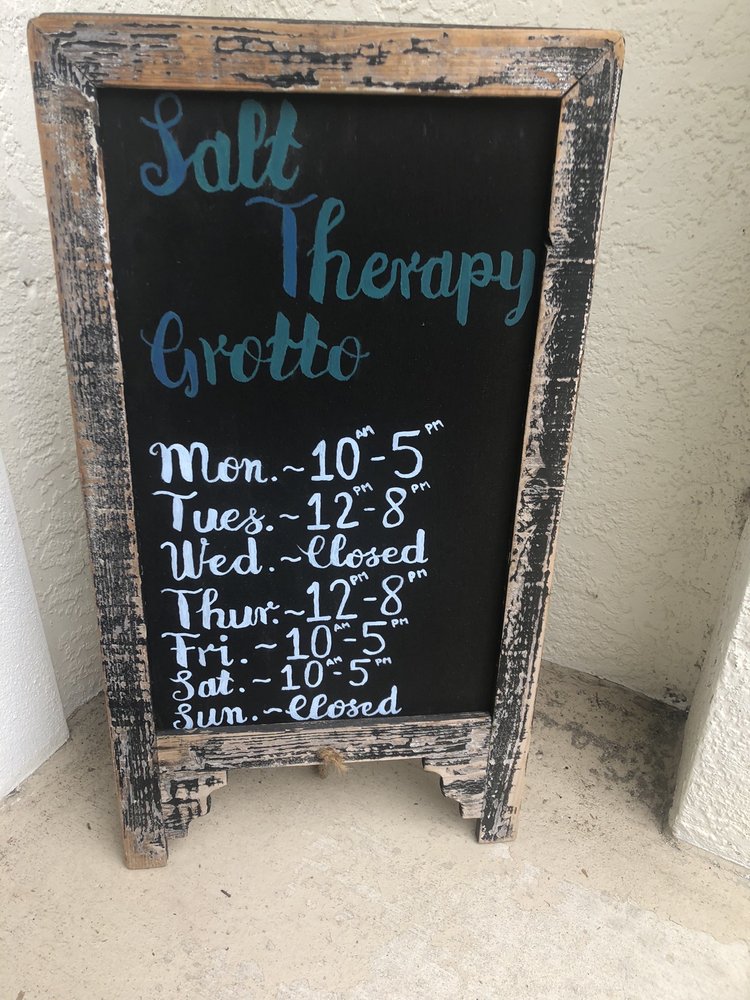 Salt
Therapy
Grotto
Mon.~10AM-5PM
Tues.~12PM-8PM
Wed.~Closed
Thur.~12PM-8PM
Fri.~10AM-5PM
Sat.~10AM-5PM
Sun.~Closed